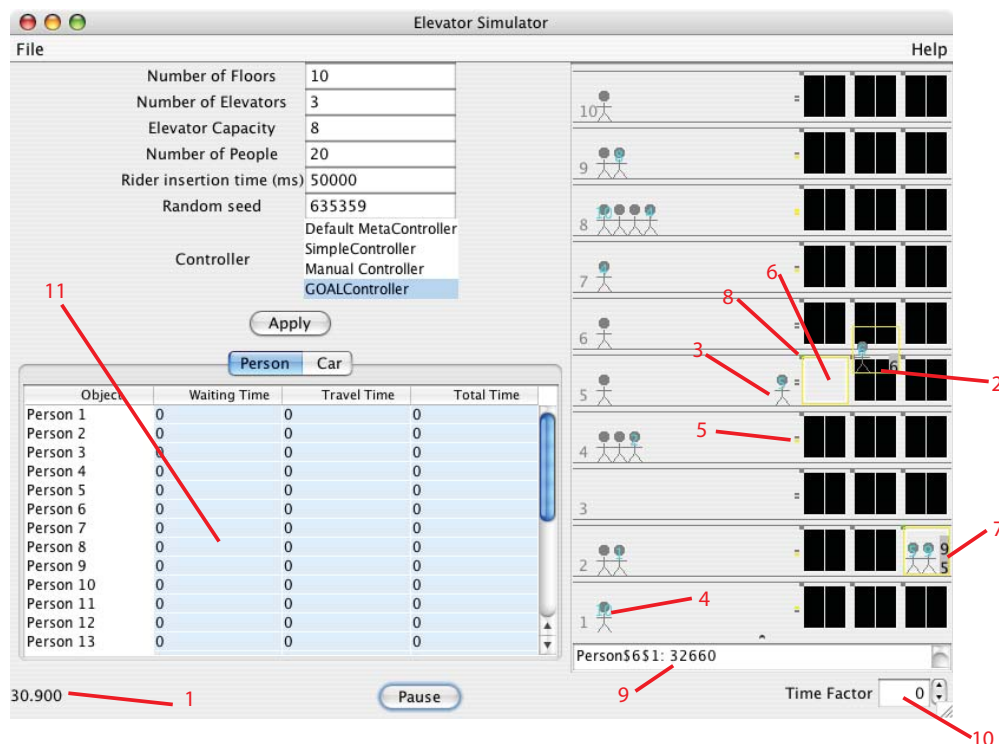 Elevator Simulator
File
Help
Number of Floors 10
Number of Elevators 3
Elevator Capacity 8
Number of People 20
Rider insertion time (ms) 50000
Random seed 635359
Controller
Default MetaController
SimpleController
Manual Controller
GOALController
Apply
11
Person Car
Object Waiting Time Travel Time Total Time
Person 1 0 0 0
Person 2 0 0 0
Person 3 0 0 0
Person 4 0 0 0
Person 5 0 0 0
Person 6 0 0 0
Person 7 0 0 0
Person 8 0 0 0
Person 9 0 0 0
Person 10 0 0 0
Person 11 0 0 0
Person 12 0 0 0
Person 13 0 0 0
30.900
1
Pause
10
9
8
7
6
8
6
3
6
5
2
5
4
3
7
2
9
5
4
1
Person$6$1: 32660
9
Time Factor 0
10